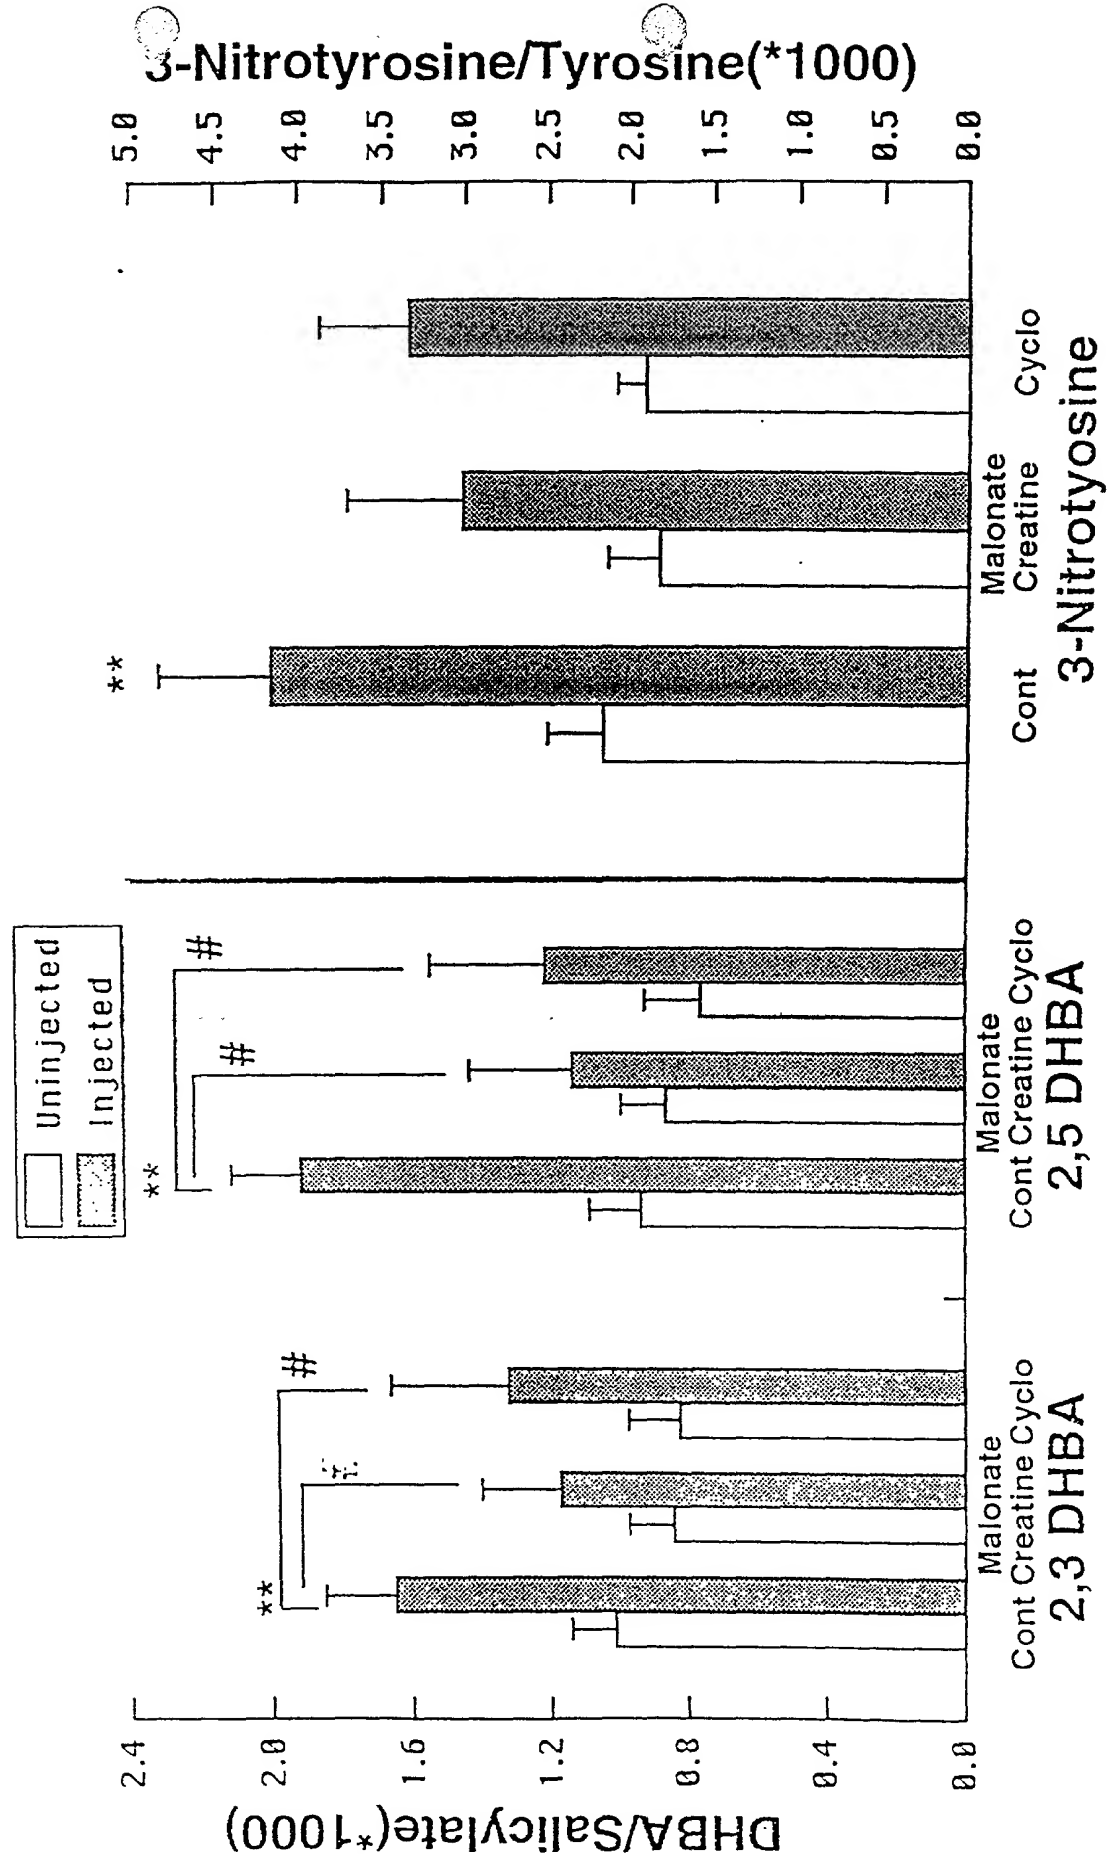 Uninjected
Injected
DHBA/Salicylate(*1000)
2.4
2.0
1.6
1.2
0.8
0.4
0.0
**
#
**
#
#
**
Malonate
Cont Creatine Cyclo
2,3 DHBA
Malonate
Cont Creatine Cyclo
2,5 DHBA
Malonate
Cont Creatine Cyclo
3-Nitrotyosine
3-Nitrotyrosine/Tyrosine(*1000)
5.0
4.5
4.0
3.5
3.0
2.5
2.0
1.5
1.0
0.5
0.0